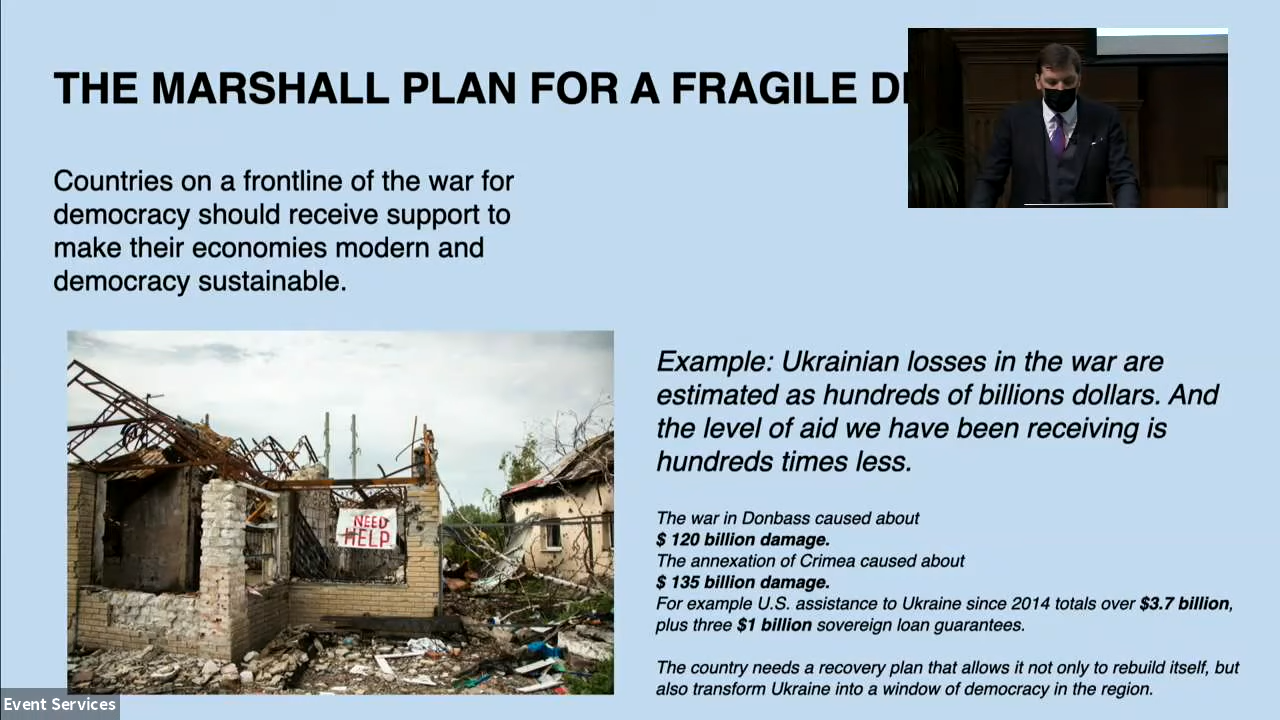 THE MARSHALL PLAN FOR A FRAGILE
Countries on a frontline of the war for
democracy should receive support to
make their economies modern and
democracy sustainable.
NEED
HELP
Example: Ukrainian losses in the war are
estimated as hundreds of billions dollars. And
the level of aid we have been receiving is
hundreds times less.
The war in Donbass caused about
$ 120 billion damage.
The annexation of Crimea caused about
$ 135 billion damage.
For example U.S. assistance to Ukraine since 2014 totals over $3.7 billion,
plus three $1 billion sovereign loan guarantees.
The country needs a recovery plan that allows it not only to rebuild itself, but
also transform Ukraine into a window of democracy in the region.
Event Services